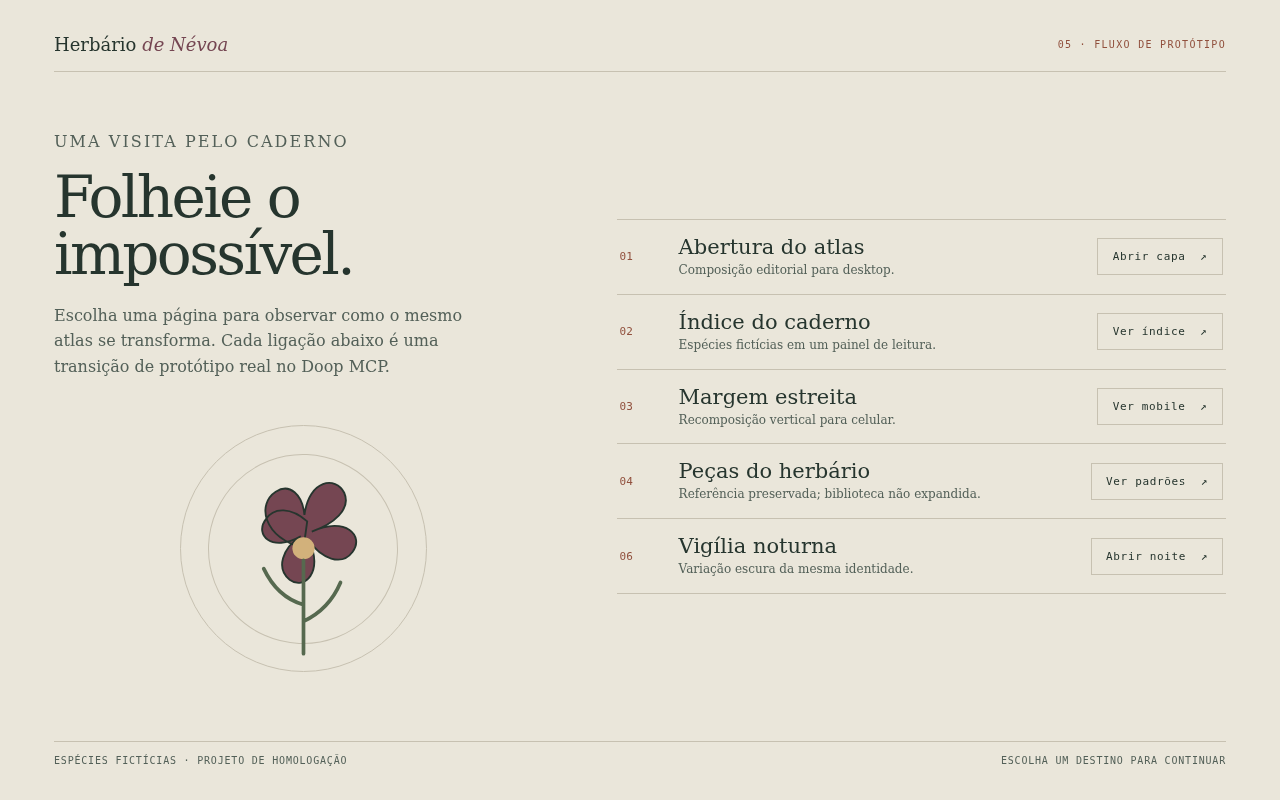 Herbário de Névoa
05 · FLUXO DE PROTÓTIPO
UMA VISITA PELO CADERNO
Folheie o
impossível.
Escolha uma página para observar como o mesmo
atlas se transforma. Cada ligação abaixo é uma
transição de protótipo real no Doop MCP.
01
Abertura do atlas
Composição editorial para desktop.
Abrir capa ↗
02
Índice do caderno
Espécies fictícias em um painel de leitura.
Ver índice ↗
03
Margem estreita
Recomposição vertical para celular.
Ver mobile ↗
04
Peças do herbário
Referência preservada; biblioteca não expandida.
Ver padrões ↗
06
Vigília noturna
Variação escura da mesma identidade.
Abrir noite ↗
ESPÉCIES FICTÍCIAS · PROJETO DE HOMOLOGAÇÃO
ESCOLHA UM DESTINO PARA CONTINUAR